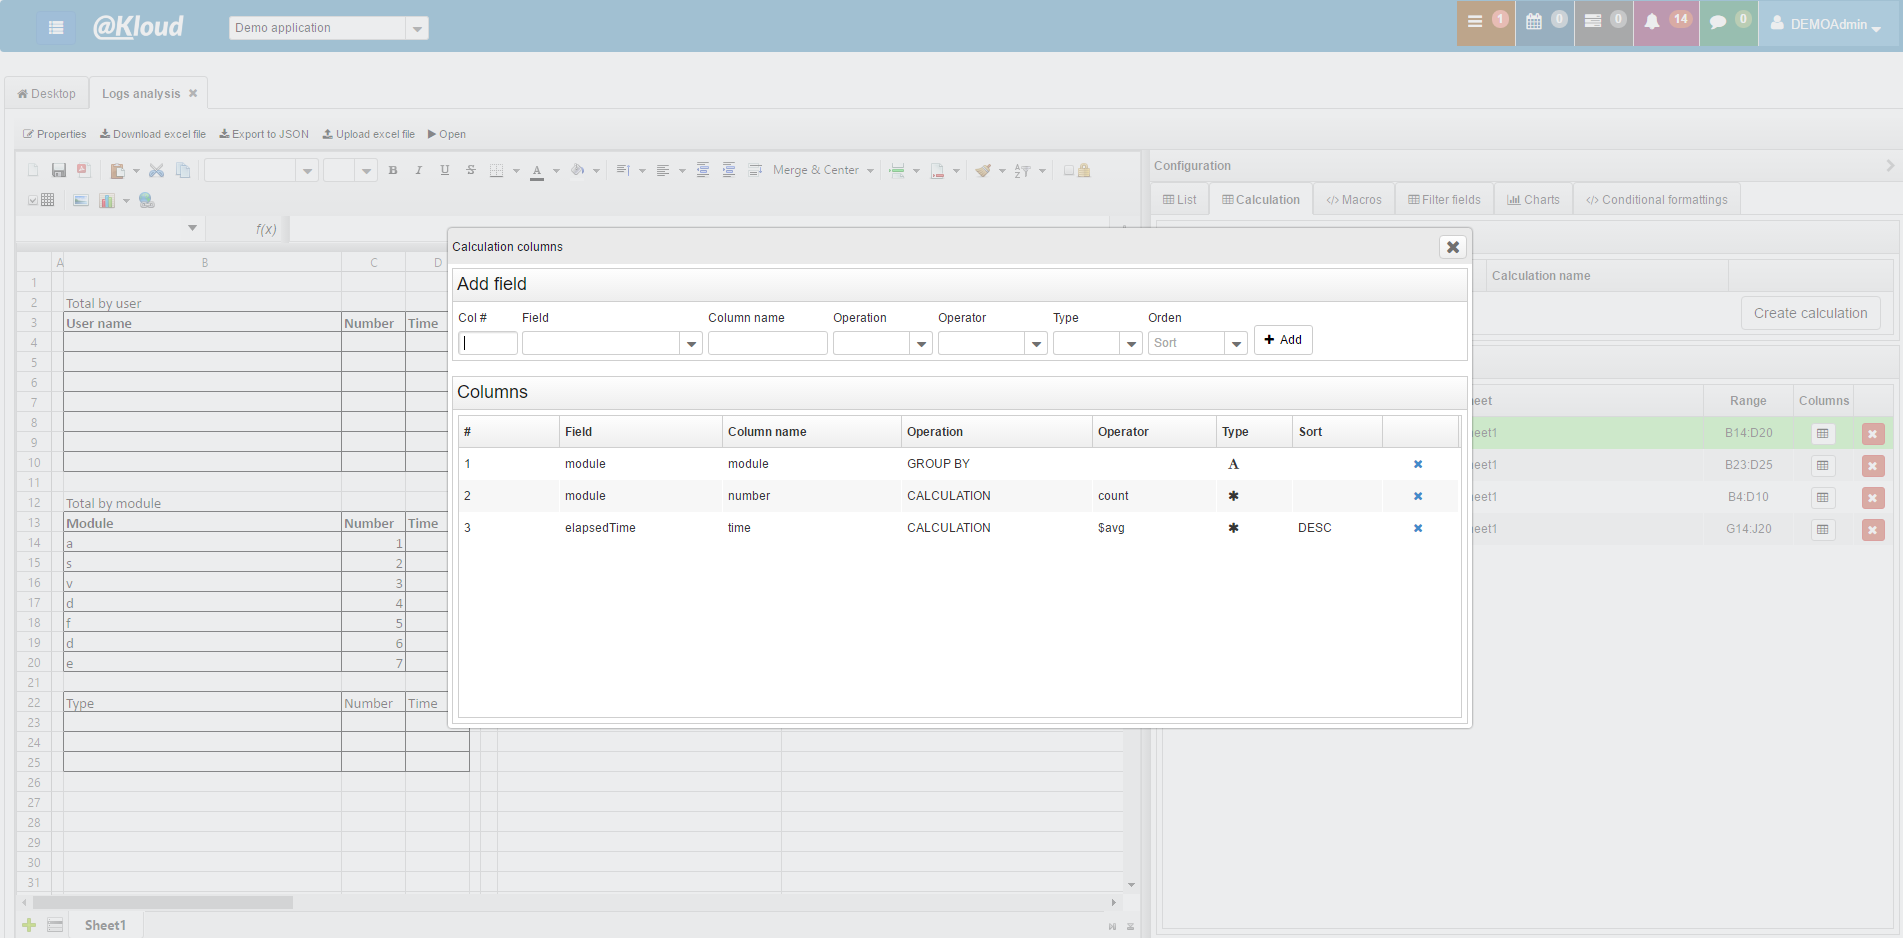 @Kloud
Demo application
1
0
0
14
0
DEMOAdmin
Desktop
Logs analysis
Properties
Download excel file
Export to JSON
Upload excel file
Open
B I U S A Merge & Center
f(x)
A B C D
1
2 Total by user
3 User name Number Time
4
5
6
7
8
9
10
11
12 Total by module
13 Module Number Time
14 a 1
15 s 2
16 v 3
17 d 4
18 f 5
19 d 6
20 e 7
21
22 Type Number Time
23
24
25
26
27
28
29
30
31
Sheet1
Configuration
List
Calculation
Macros
Filter fields
Charts
Conditional formattings
Calculation name
Create calculation
eet Range Columns
eet1 B14:D20
eet1 B23:D25
eet1 B4:D10
eet1 G14:J20
Calculation columns
Add field
Col # Field Column name Operation Operator Type Orden
Sort
Add
Columns
# Field Column name Operation Operator Type Sort
1 module module GROUP BY A
2 module number CALCULATION count
3 elapsedTime time CALCULATION $avg DESC